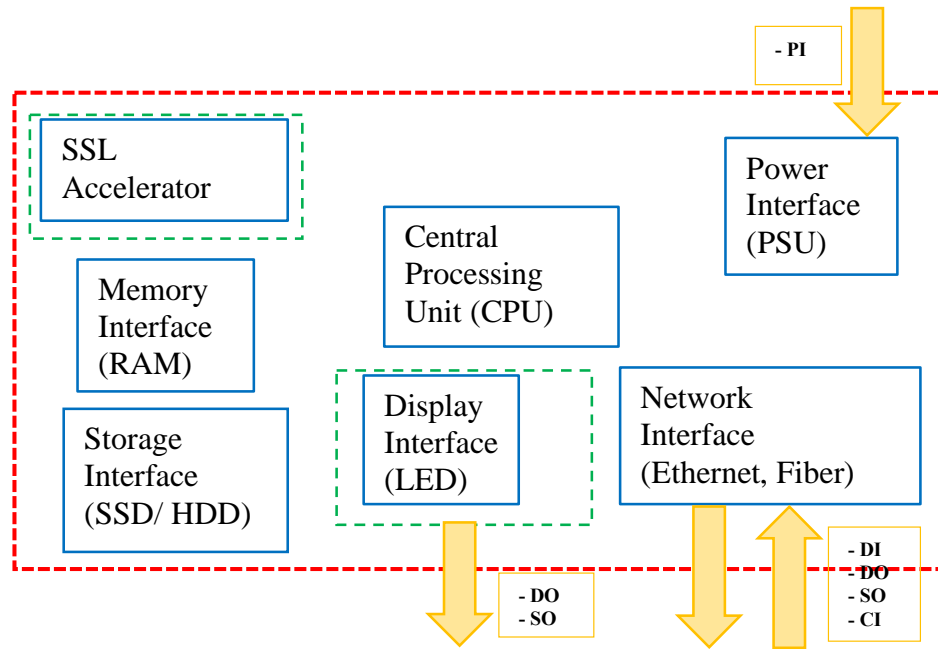 - PI
SSL
Accelerator
Power
Interface
(PSU)
Central
Processing
Unit (CPU)
Memory
Interface
(RAM)
Display
Interface
(LED)
Network
Interface
(Ethernet, Fiber)
Storage
Interface
(SSD/ HDD)
- DO
- SO
- DI
- DO
- SO
- CI